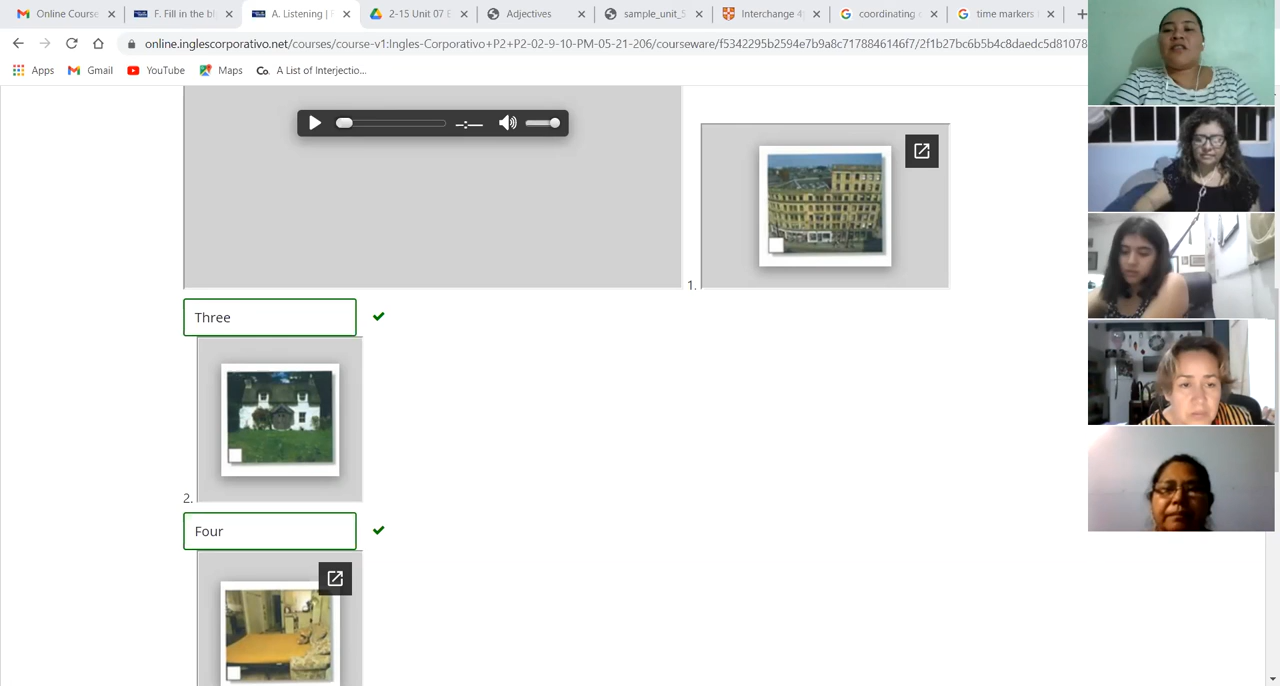 Online Course
F. Fill in the bl
A. Listening |
2-15 Unit 07
Adjectives
sample_unit_5
Interchange 4
coordinating
time markers
online.inglescorporativo.net/courses/course-v1:Ingles-Corporativo+P2+P2-02-9-10-PM-05-21-206/courseware/f5342295b2594e7b9a8c7178846146f7/2f1b27bc6b5b4c8daedc5d81078
Apps
Gmail
YouTube
Maps
Co. A List of Interjectio...
--:--
1.
Three
2.
Four